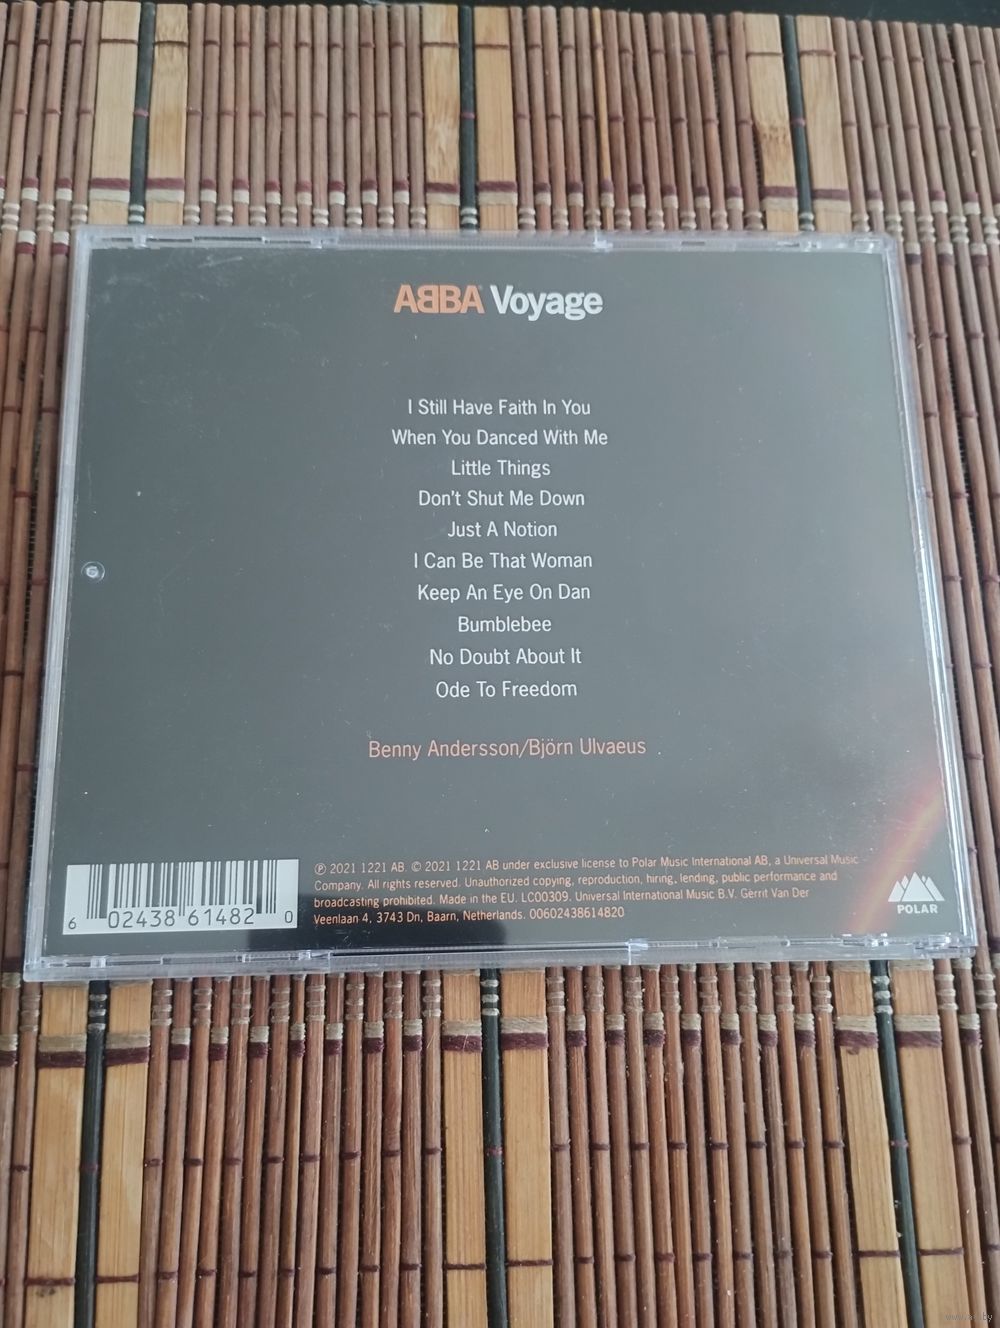 ABBA Voyage
I Still Have Faith In You
When You Danced With Me
Little Things
Don't Shut Me Down
Just A Notion
I Can Be That Woman
Keep An Eye On Dan
Bumblebee
No Doubt About It
Ode To Freedom
Benny Andersson/Björn Ulvaeus
℗ 2021 1221 AB. © 2021 1221 AB under exclusive license to Polar Music International AB, a Universal Music
Company. All rights reserved. Unauthorized copying, reproduction, hiring, lending, public performance and
broadcasting prohibited. Made in the EU. LC00309. Universal International Music B.V. Gerrit Van Der
Veenlaan 4, 3743 Dn, Baarn, Netherlands. 00602438614820
6 02438 61482 0
POLAR